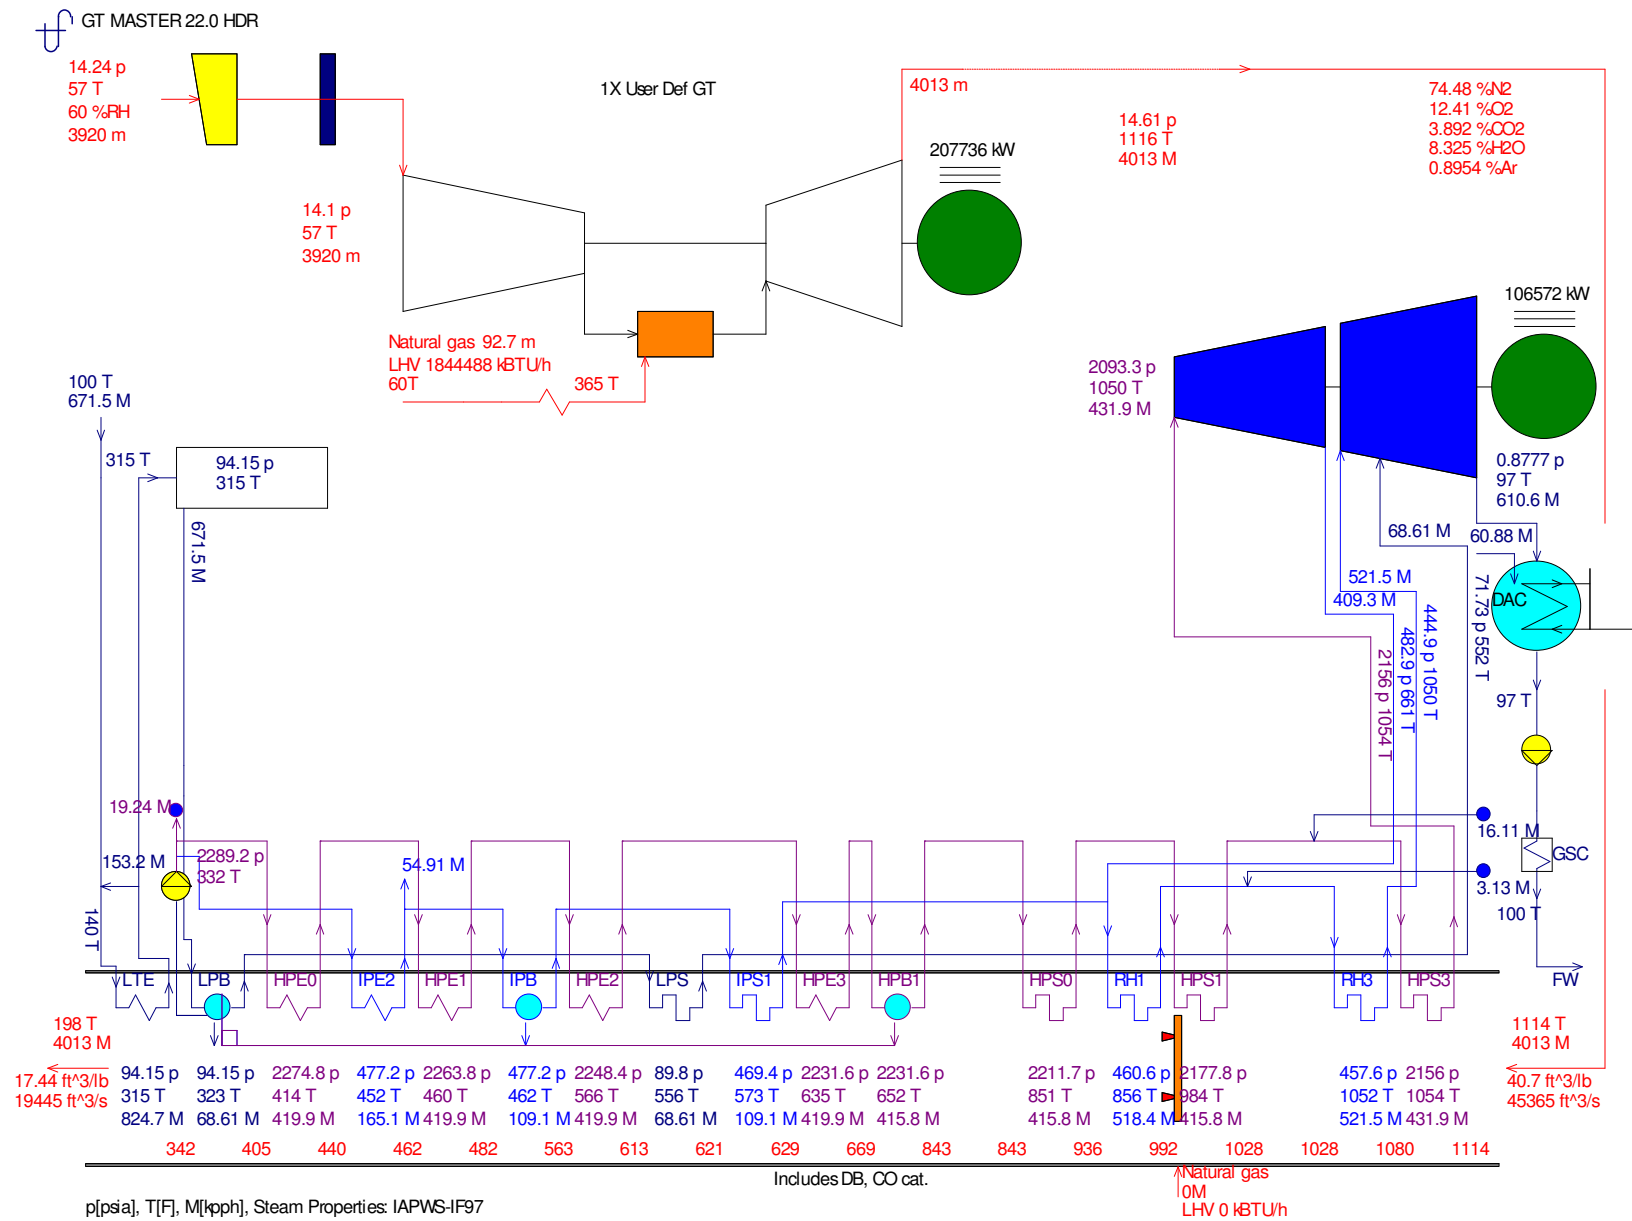 GT MASTER 22.0 HDR
14.24 p
57 T
60 %RH
3920 m
1X User Def GT
4013 m
14.61 p
1116 T
4013 M
74.48 %N2
12.41 %O2
3.892 %CO2
8.325 %H2O
0.8954 %Ar
207736 kW
14.1 p
57 T
3920 m
Natural gas 92.7 m
LHV 1844488 kBTU/h
60T
365 T
106572 kW
2093.3 p
1050 T
431.9 M
100 T
671.5 M
315 T
94.15 p
315 T
671.5 M
0.8777 p
97 T
610.6 M
68.61 M
60.88 M
521.5 M
409.3 M
DAC
71.73 p 552 T
444.9 p 1050 T
482.9 p 661 T
2156 p 1054 T
97 T
19.24 M
153.2 M
2289.2 p
332 T
54.91 M
16.11 M
GSC
3.13 M
100 T
140 T
FW
LTE LPB HPE0 IPE2 HPE1 IPB HPE2 LPS IPS1 HPE3 HPB1 HPS0 RH1 HPS1 RH3 HPS3
198 T
4013 M
17.44 ft^3/lb
19445 ft^3/s
1114 T
4013 M
40.7 ft^3/lb
45365 ft^3/s
94.15 p 94.15 p 2274.8 p 477.2 p 2263.8 p 477.2 p 2248.4 p 89.8 p 469.4 p 2231.6 p 2231.6 p 2211.7 p 460.6 p 2177.8 p 457.6 p 2156 p
315 T 323 T 414 T 452 T 460 T 462 T 566 T 556 T 573 T 635 T 652 T 851 T 856 T 984 T 1052 T 1054 T
824.7 M 68.61 M 419.9 M 165.1 M 419.9 M 109.1 M 419.9 M 68.61 M 109.1 M 419.9 M 415.8 M 415.8 M 518.4 M 415.8 M 521.5 M 431.9 M
342 405 440 462 482 563 613 621 629 669 843 843 936 992 1028 1028 1080 1114
Includes DB, CO cat.
Natural gas
0M
LHV 0 kBTU/h
p[psia], T[F], M[kpph], Steam Properties: IAPWS-IF97